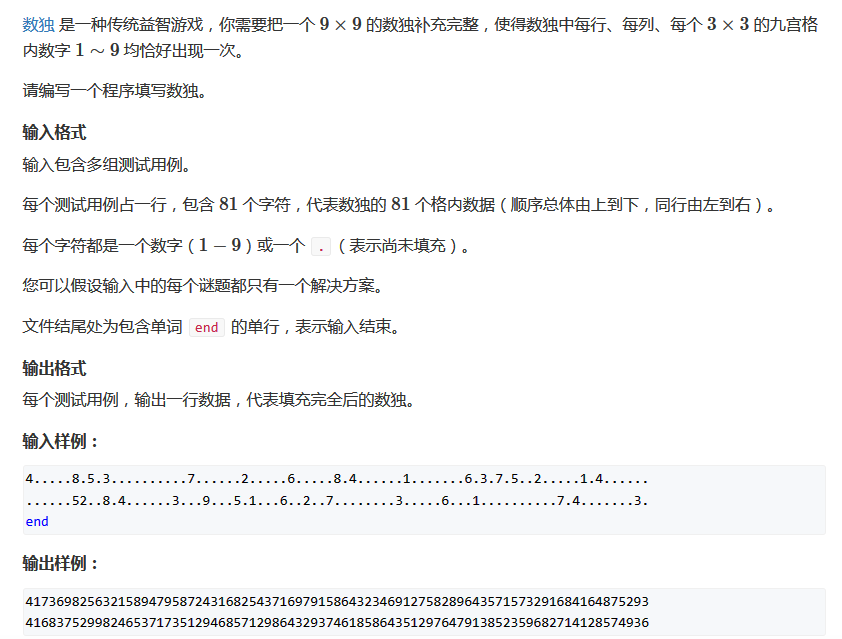 数独 是一种传统益智游戏，你需要把一个 9 × 9 的数独补充完整，使得数独中每行、每列、每个 3 × 3 的九宫格
内数字 1 ∼ 9 均恰好出现一次。
请编写一个程序填写数独。
输入格式
输入包含多组测试用例。
每个测试用例占一行，包含 81 个字符，代表数独的 81 个格内数据（顺序总体由上到下，同行由左到右）。
每个字符都是一个数字（1 − 9）或一个 . （表示尚未填充）。
您可以假设输入中的每个谜题都只有一个解决方案。
文件结尾处为包含单词 end 的单行，表示输入结束。
输出格式
每个测试用例，输出一行数据，代表填充完全后的数独。
输入样例：
4.....8.5.3..........7......2.....6.....8.4......1.......6.3.7.5..2.....1.4......
......52..8.4......3...9...5.1...6..2..7........3.....6...1..........7.4.......3.
end
输出样例：
417369825632158947958724316825437169791586432346912758289643571573291684164875293
416837529982465371735129468571298643293746185864351297647913852359682714128574936